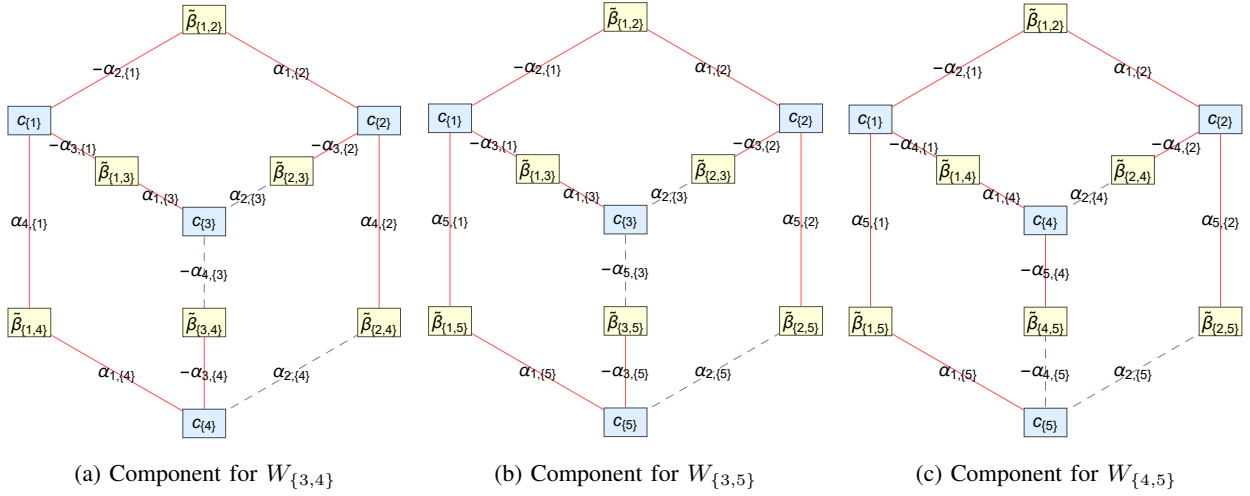 β̃{1,2} β̃{1,2} β̃{1,2}
−α2,{1} α1,{2} −α2,{1} α1,{2} −α2,{1} α1,{2}
c{1} c{2} c{1} c{2} c{1} c{2}
−α3,{1} −α3,{2} −α3,{1} −α3,{2} −α4,{1} −α4,{2}
β̃{1,3} β̃{2,3} β̃{1,3} β̃{2,3} β̃{1,4} β̃{2,4}
α1,{3} α2,{3} α1,{3} α2,{3} α1,{4} α2,{4}
α4,{1} c{3} α4,{2} α5,{1} c{3} α5,{2} α5,{1} c{4} α5,{2}
−α4,{3} −α5,{3} −α5,{4}
β̃{1,4} β̃{3,4} β̃{2,4} β̃{1,5} β̃{3,5} β̃{2,5} β̃{1,5} β̃{4,5} β̃{2,5}
α1,{4} −α3,{4} α2,{4} α1,{5} −α3,{5} α2,{5} α1,{5} −α4,{5} α2,{5}
c{4} c{5} c{5}
(a) Component for W{3,4} (b) Component for W{3,5} (c) Component for W{4,5}